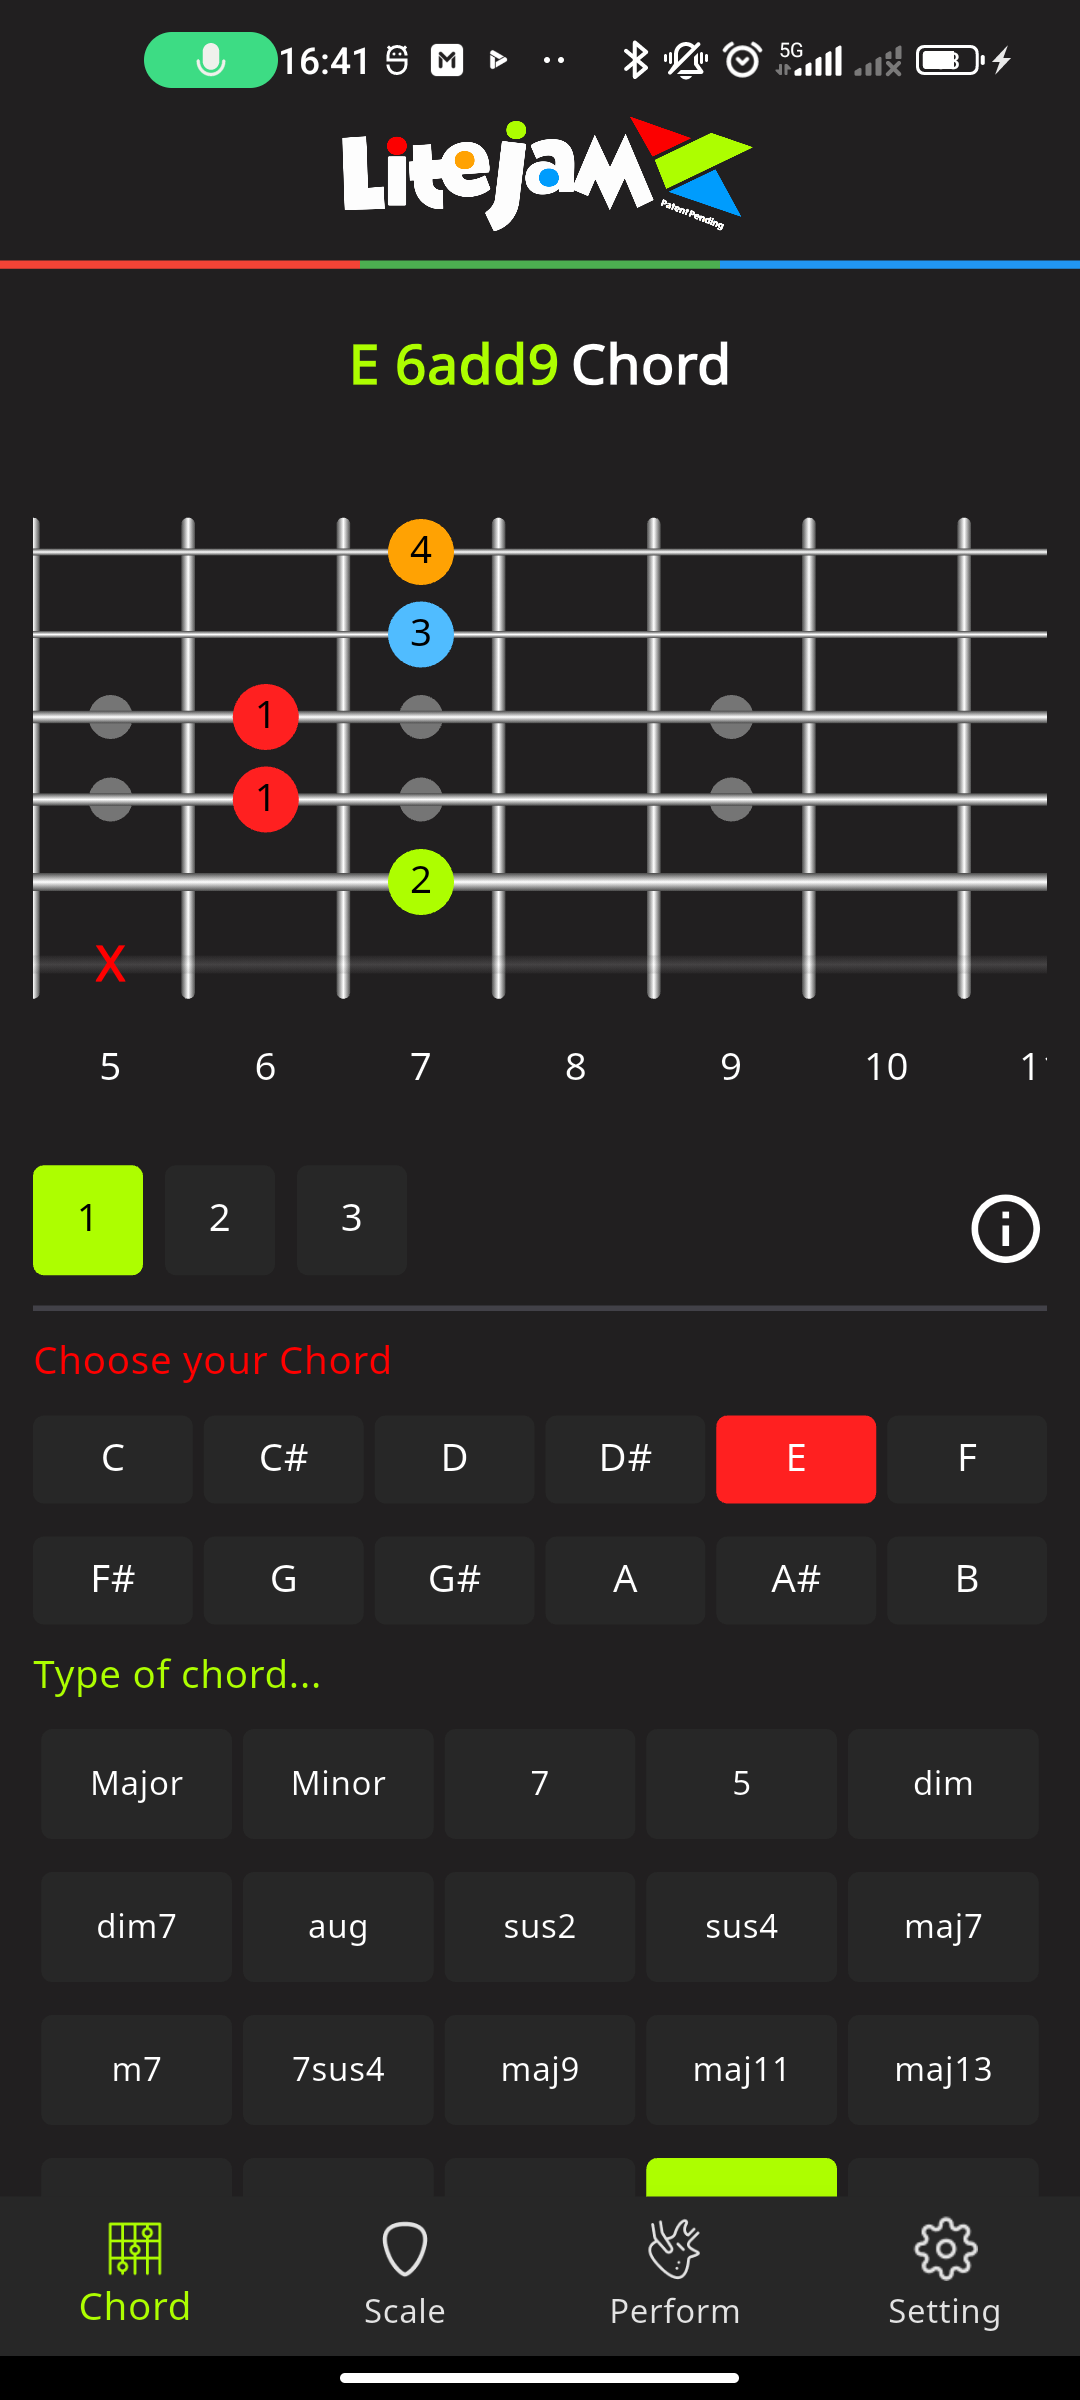 16:41 5G
Litejam
Patent Pending
E 6add9 Chord
4
3
1
1
2
X
5 6 7 8 9 10
1 2 3
Choose your Chord
C C# D D# E F
F# G G# A A# B
Type of chord...
Major Minor 7 5 dim
dim7 aug sus2 sus4 maj7
m7 7sus4 maj9 maj11 maj13
Chord Scale Perform Setting